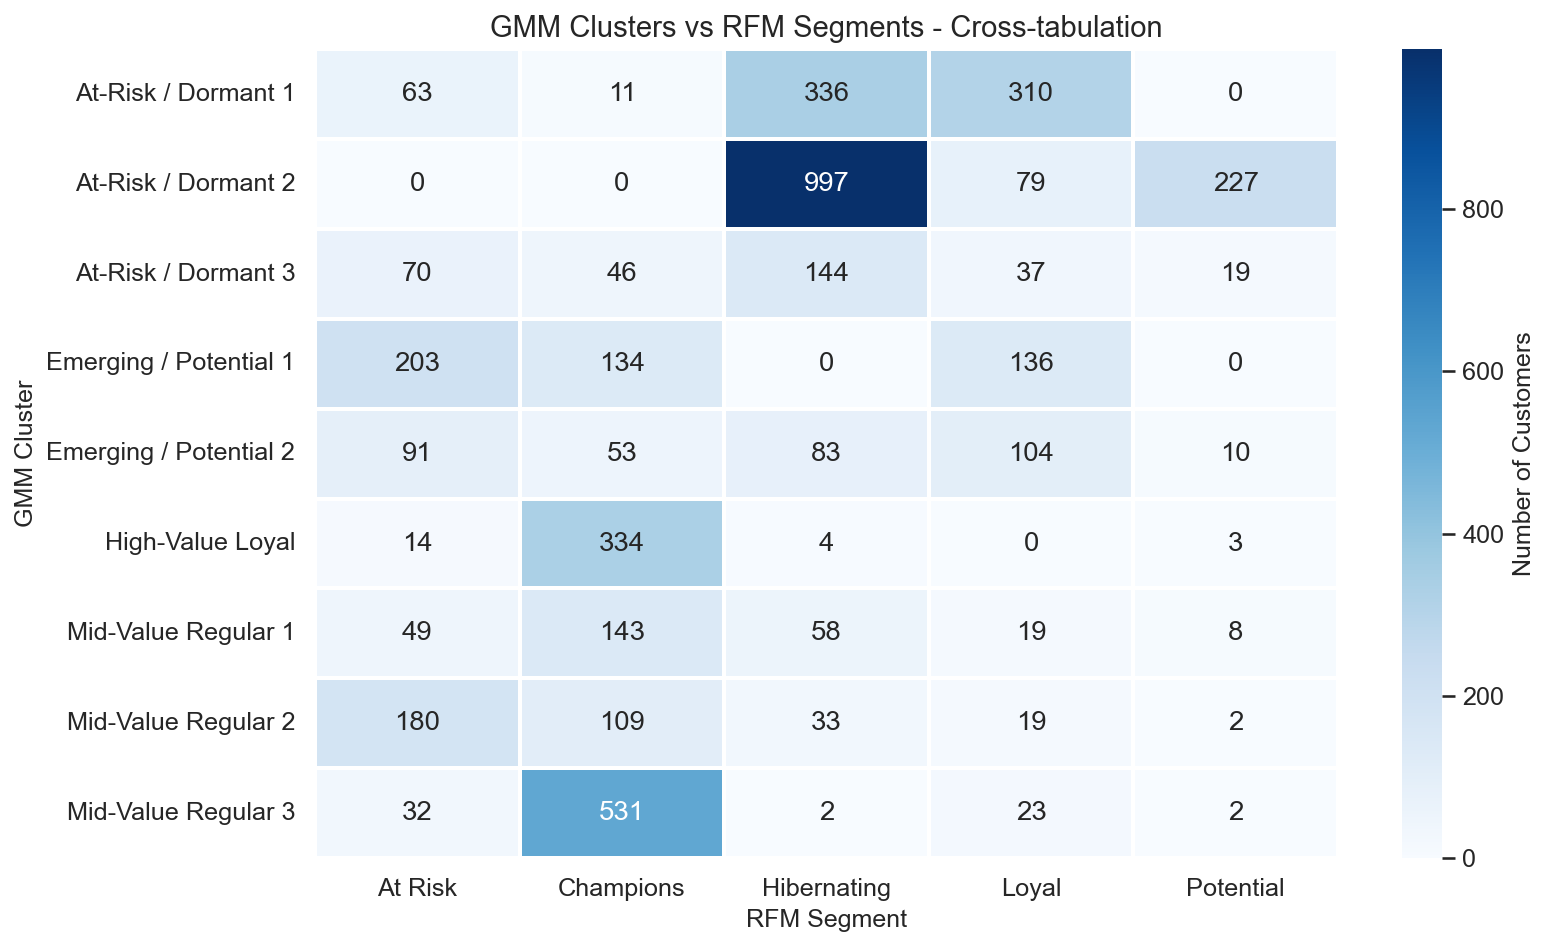 GMM Clusters vs RFM Segments - Cross-tabulation
GMM Cluster
At-Risk / Dormant 1 63 11 336 310 0
At-Risk / Dormant 2 0 0 997 79 227
At-Risk / Dormant 3 70 46 144 37 19
Emerging / Potential 1 203 134 0 136 0
Emerging / Potential 2 91 53 83 104 10
High-Value Loyal 14 334 4 0 3
Mid-Value Regular 1 49 143 58 19 8
Mid-Value Regular 2 180 109 33 19 2
Mid-Value Regular 3 32 531 2 23 2
At Risk Champions Hibernating Loyal Potential
RFM Segment
800
600
400
200
0
Number of Customers